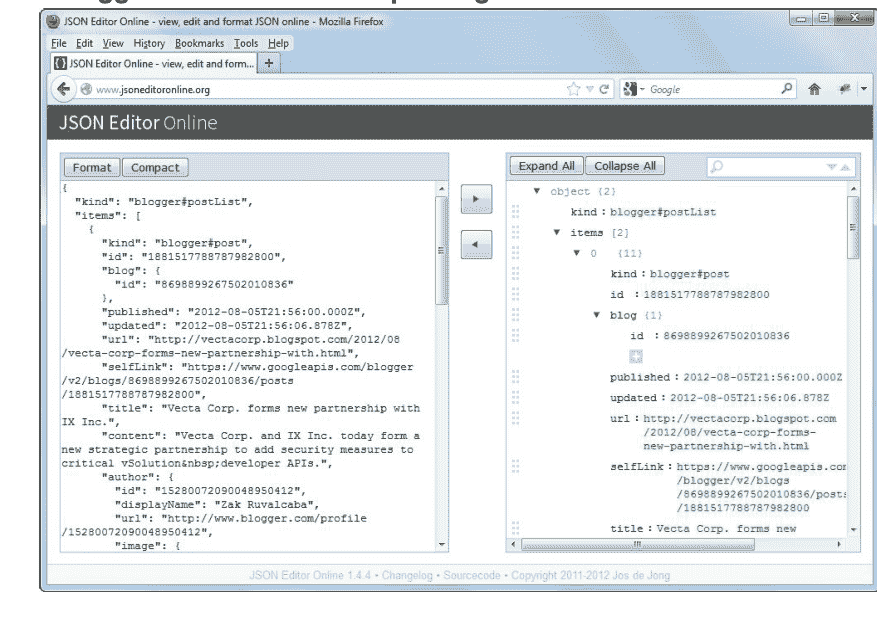 JSON Editor Online - view, edit and format JSON online - Mozilla Firefox
File Edit View History Bookmarks Tools Help
JSON Editor Online - view, edit and form... +
www.jsoneditoronline.org
Google
JSON Editor Online
Format Compact
{
"kind": "blogger#postList",
"items": [
{
"kind": "blogger#post",
"id": "1881517788787982800",
"blog": {
"id": "8698899267502010836"
},
"published": "2012-08-05T21:56:00.000Z",
"updated": "2012-08-05T21:56:06.878Z",
"url": "http://vectacorp.blogspot.com/2012/08
/vecta-corp-forms-new-partnership-with.html",
"selfLink": "https://www.googleapis.com/blogger
/v2/blogs/8698899267502010836/posts
/1881517788787982800",
"title": "Vecta Corp. forms new partnership with
IX Inc.",
"content": "Vecta Corp. and IX Inc. today form a
new strategic partnership to add security measures to
critical vSolution&nbsp;developer APIs.",
"author": {
"id": "15280072090048950412",
"displayName": "Zak Ruvalcaba",
"url": "http://www.blogger.com/profile
/15280072090048950412",
"image": {
Expand All Collapse All
object {2}
kind : blogger#postList
items [2]
0 {11}
kind : blogger#post
id : 1881517788787982800
blog {1}
id : 8698899267502010836
published : 2012-08-05T21:56:00.000Z
updated : 2012-08-05T21:56:06.878Z
url : http://vectacorp.blogspot.com
/2012/08/vecta-corp-forms-
new-partnership-with.html
selfLink : https://www.googleapis.com
/blogger/v2/blogs
/8698899267502010836/posts
/1881517788787982800
title : Vecta Corp. forms new
JSON Editor Online 1.4.4 • Changelog • Sourcecode • Copyright 2011-2012 Jos de Jong